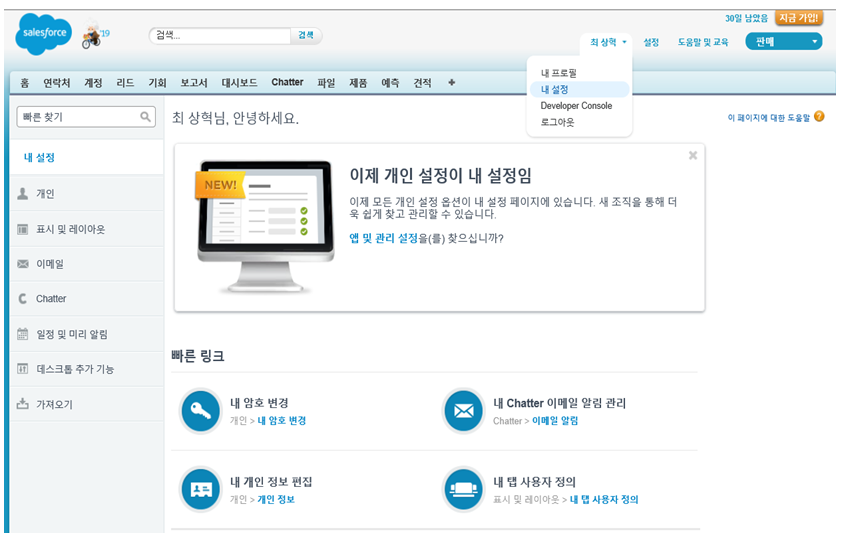 30일 남았음 지금 가입!
salesforce '19 검색... 검색 최 상혁 설정 도움말 및 교육 판매
내 프로필
내 설정
Developer Console
로그아웃
홈 연락처 계정 리드 기회 보고서 대시보드 Chatter 파일 제품 예측 견적 +
빠른 찾기
최 상혁님, 안녕하세요.
이 페이지에 대한 도움말 ?
내 설정
개인
표시 및 레이아웃
이메일
Chatter
일정 및 미리 알림
데스크톱 추가 기능
가져오기
NEW!
이제 개인 설정이 내 설정임
이제 모든 개인 설정 옵션이 내 설정 페이지에 있습니다. 새 조직을 통해 더
욱 쉽게 찾고 관리할 수 있습니다.
앱 및 관리 설정을(를) 찾으십니까?
빠른 링크
내 암호 변경
개인 > 내 암호 변경
내 Chatter 이메일 알림 관리
Chatter > 이메일 알림
내 개인 정보 편집
개인 > 개인 정보
내 탭 사용자 정의
표시 및 레이아웃 > 내 탭 사용자 정의